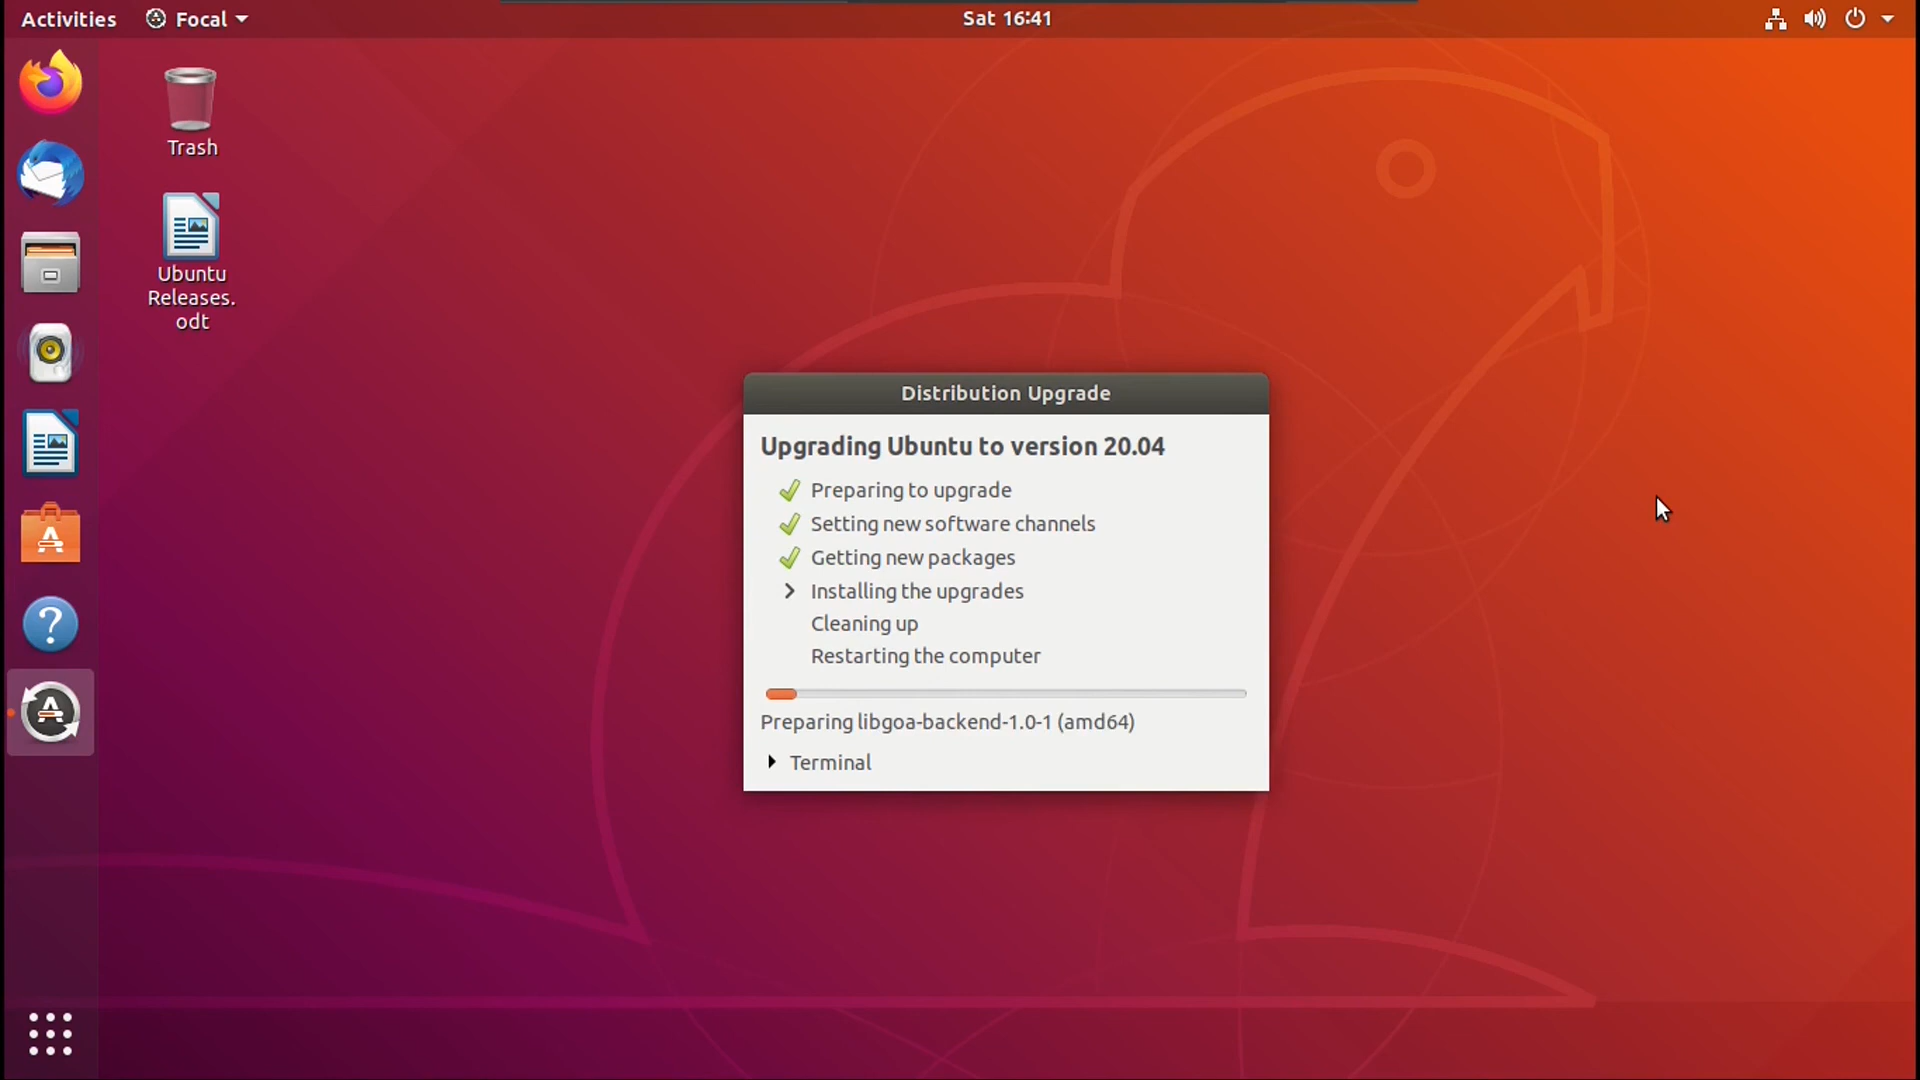 Activities
Focal
Sat 16:41
Trash
Ubuntu
Releases.
odt
Distribution Upgrade
Upgrading Ubuntu to version 20.04
Preparing to upgrade
Setting new software channels
Getting new packages
Installing the upgrades
Cleaning up
Restarting the computer
Preparing libgoa-backend-1.0-1 (amd64)
Terminal